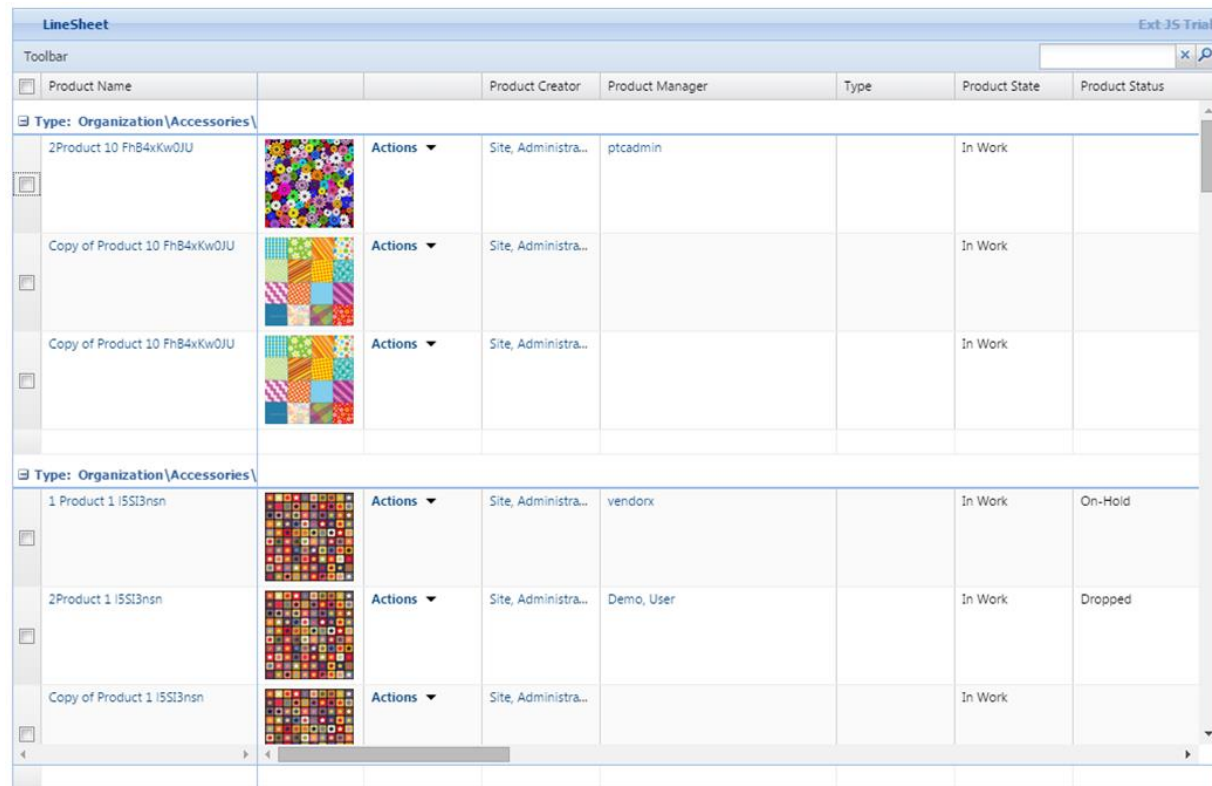 LineSheet Ext JS Trial
Toolbar
Product Name Product Creator Product Manager Type Product State Product Status
Type: Organization\Accessories\
2Product 10 FhB4xKw0JU Actions Site, Administra... ptcadmin In Work
Copy of Product 10 FhB4xKw0JU Actions Site, Administra... In Work
Copy of Product 10 FhB4xKw0JU Actions Site, Administra... In Work
Type: Organization\Accessories\
1 Product 1 I5SI3nsn Actions Site, Administra... vendorx In Work On-Hold
2Product 1 I5SI3nsn Actions Site, Administra... Demo, User In Work Dropped
Copy of Product 1 I5SI3nsn Actions Site, Administra... In Work